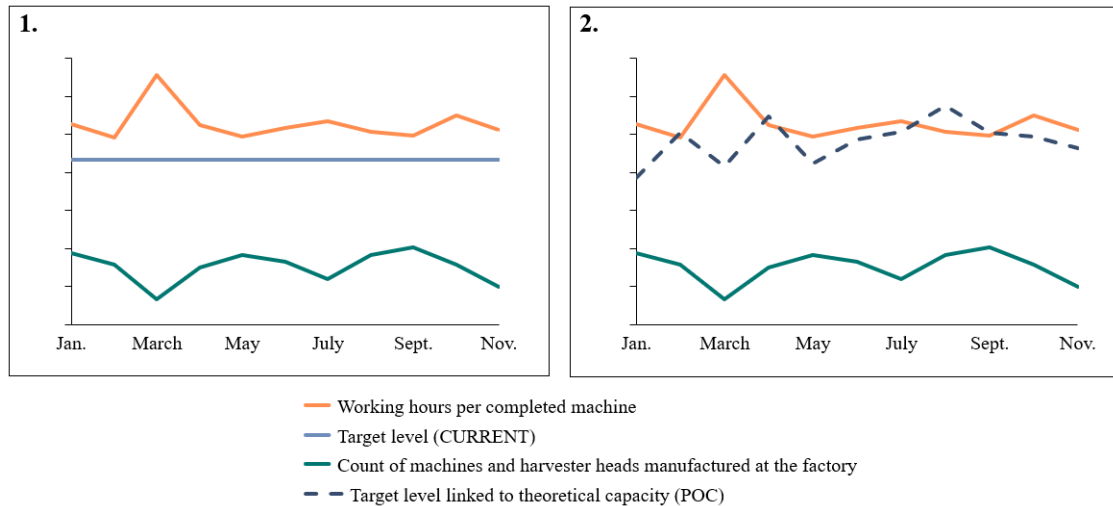 1.
Jan. March May July Sept. Nov.
2.
Jan. March May July Sept. Nov.
Working hours per completed machine
Target level (CURRENT)
Count of machines and harvester heads manufactured at the factory
Target level linked to theoretical capacity (POC)